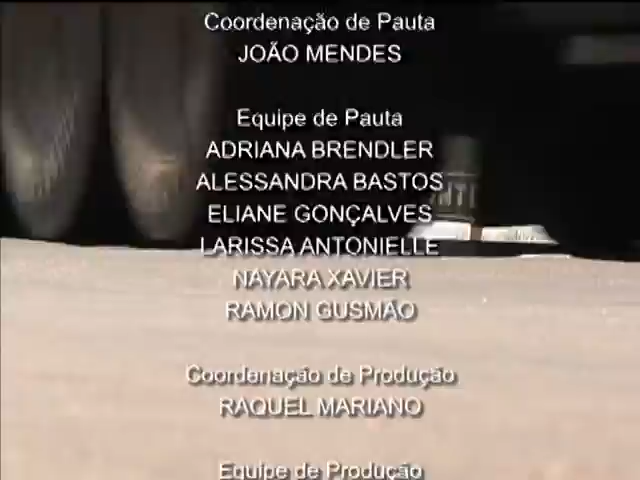 Coordenação de Pauta
JOÃO MENDES
Equipe de Pauta
ADRIANA BRENDLER
ALESSANDRA BASTOS
ELIANE GONÇALVES
LARISSA ANTONIELLE
NAYARA XAVIER
RAMON GUSMÃO
Coordenação de Produção
RAQUEL MARIANO
Equipe de Produção